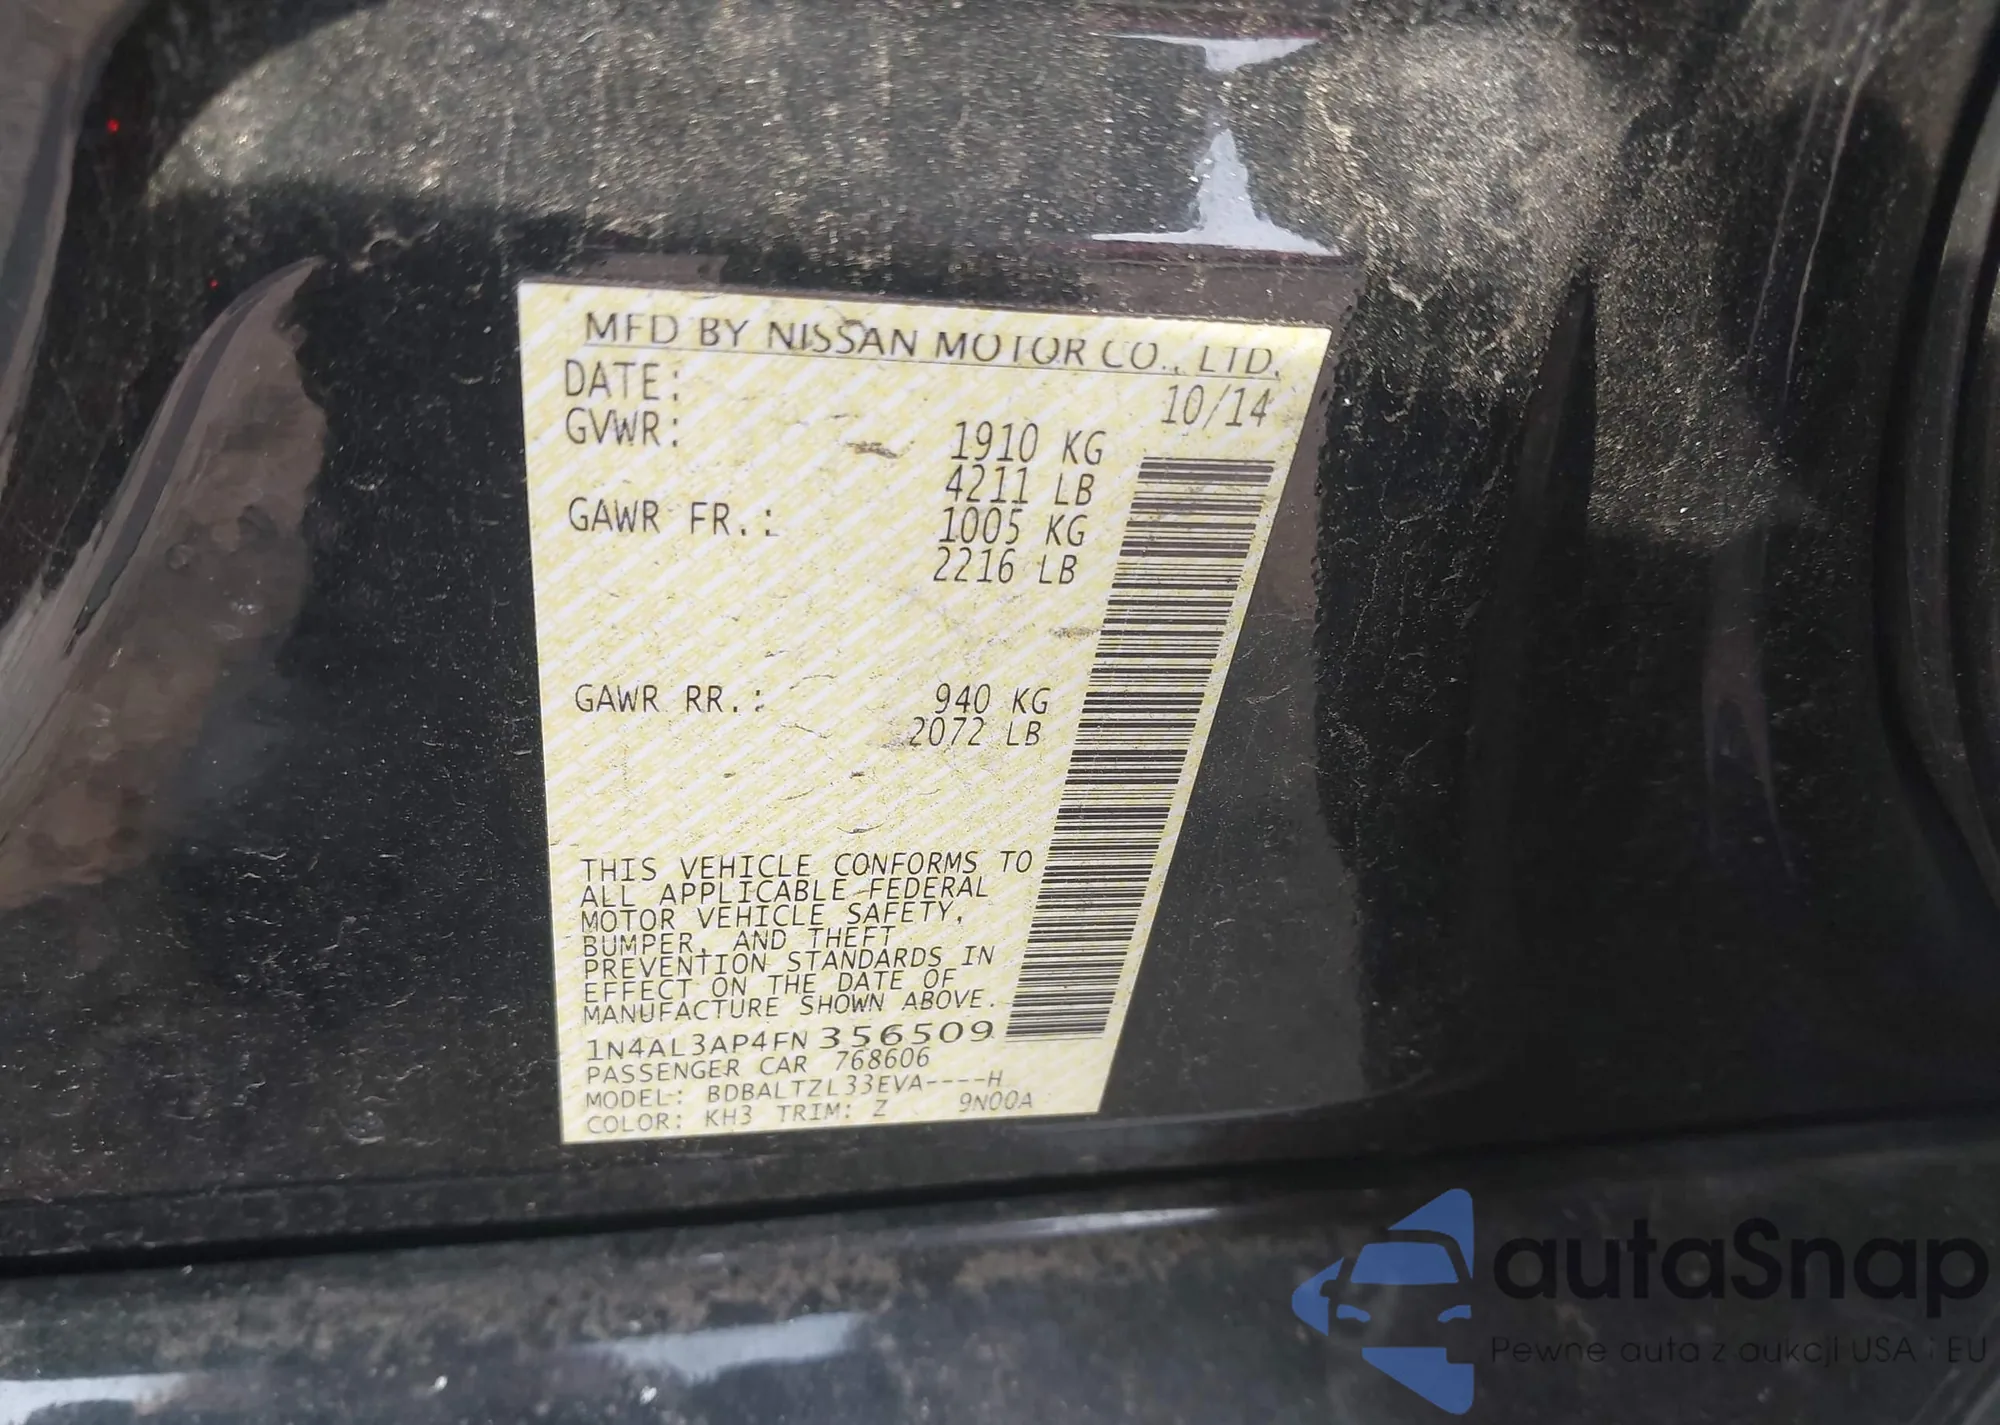 MFD BY NISSAN MOTOR CO., LTD.
DATE: 10/14
GVWR: 1910 KG
4211 LB
GAWR FR.: 1005 KG
2216 LB
GAWR RR.: 940 KG
2072 LB
THIS VEHICLE CONFORMS TO
ALL APPLICABLE FEDERAL
MOTOR VEHICLE SAFETY,
BUMPER, AND THEFT
PREVENTION STANDARDS IN
EFFECT ON THE DATE OF
MANUFACTURE SHOWN ABOVE.
1N4AL3AP4FN356509
PASSENGER CAR 768606
MODEL: BDBALTZL33EVA----H
COLOR: KH3 TRIM: Z 9N00A
autaSnap
Pewne auta z aukcji USA i EU